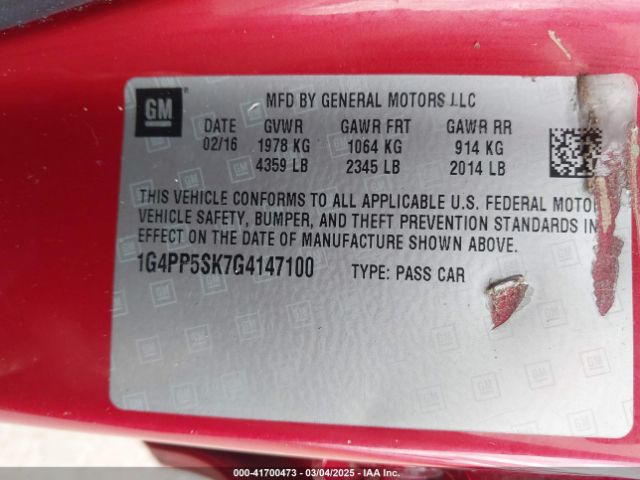 GM
MFD BY GENERAL MOTORS LLC
DATE GVWR GAWR FRT GAWR RR
02/16 1978 KG 1064 KG 914 KG
4359 LB 2345 LB 2014 LB
THIS VEHICLE CONFORMS TO ALL APPLICABLE U.S. FEDERAL MOTOR
VEHICLE SAFETY, BUMPER, AND THEFT PREVENTION STANDARDS IN
EFFECT ON THE DATE OF MANUFACTURE SHOWN ABOVE.
1G4PP5SK7G4147100 TYPE: PASS CAR
000-41700473 - 03/04/2025 - IAA Inc.